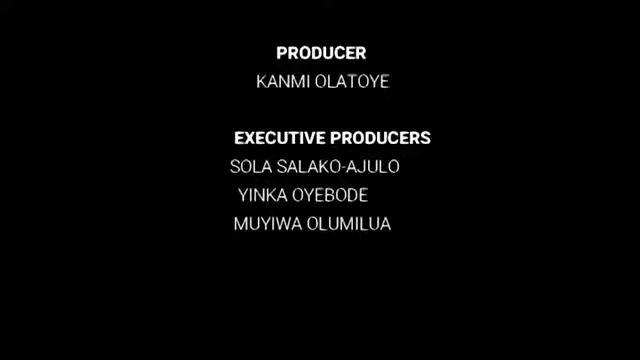 PRODUCER
KANMI OLATOYE
EXECUTIVE PRODUCERS
SOLA SALAKO-AJULO
YINKA OYEBODE
MUYIWA OLUMILUA